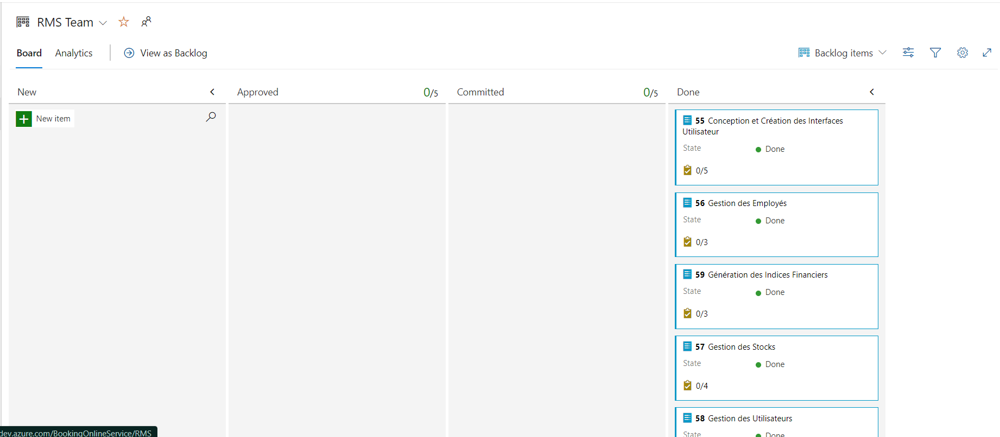 RMS Team
Board Analytics View as Backlog Backlog items
New Approved 0/5 Committed 0/5 Done
New item
55 Conception et Création des Interfaces
Utilisateur
State Done
0/5
56 Gestion des Employés
State Done
0/3
59 Génération des Indices Financiers
State Done
0/3
57 Gestion des Stocks
State Done
0/4
58 Gestion des Utilisateurs
State Done
dev.azure.com/BookingOnlineService/RMS